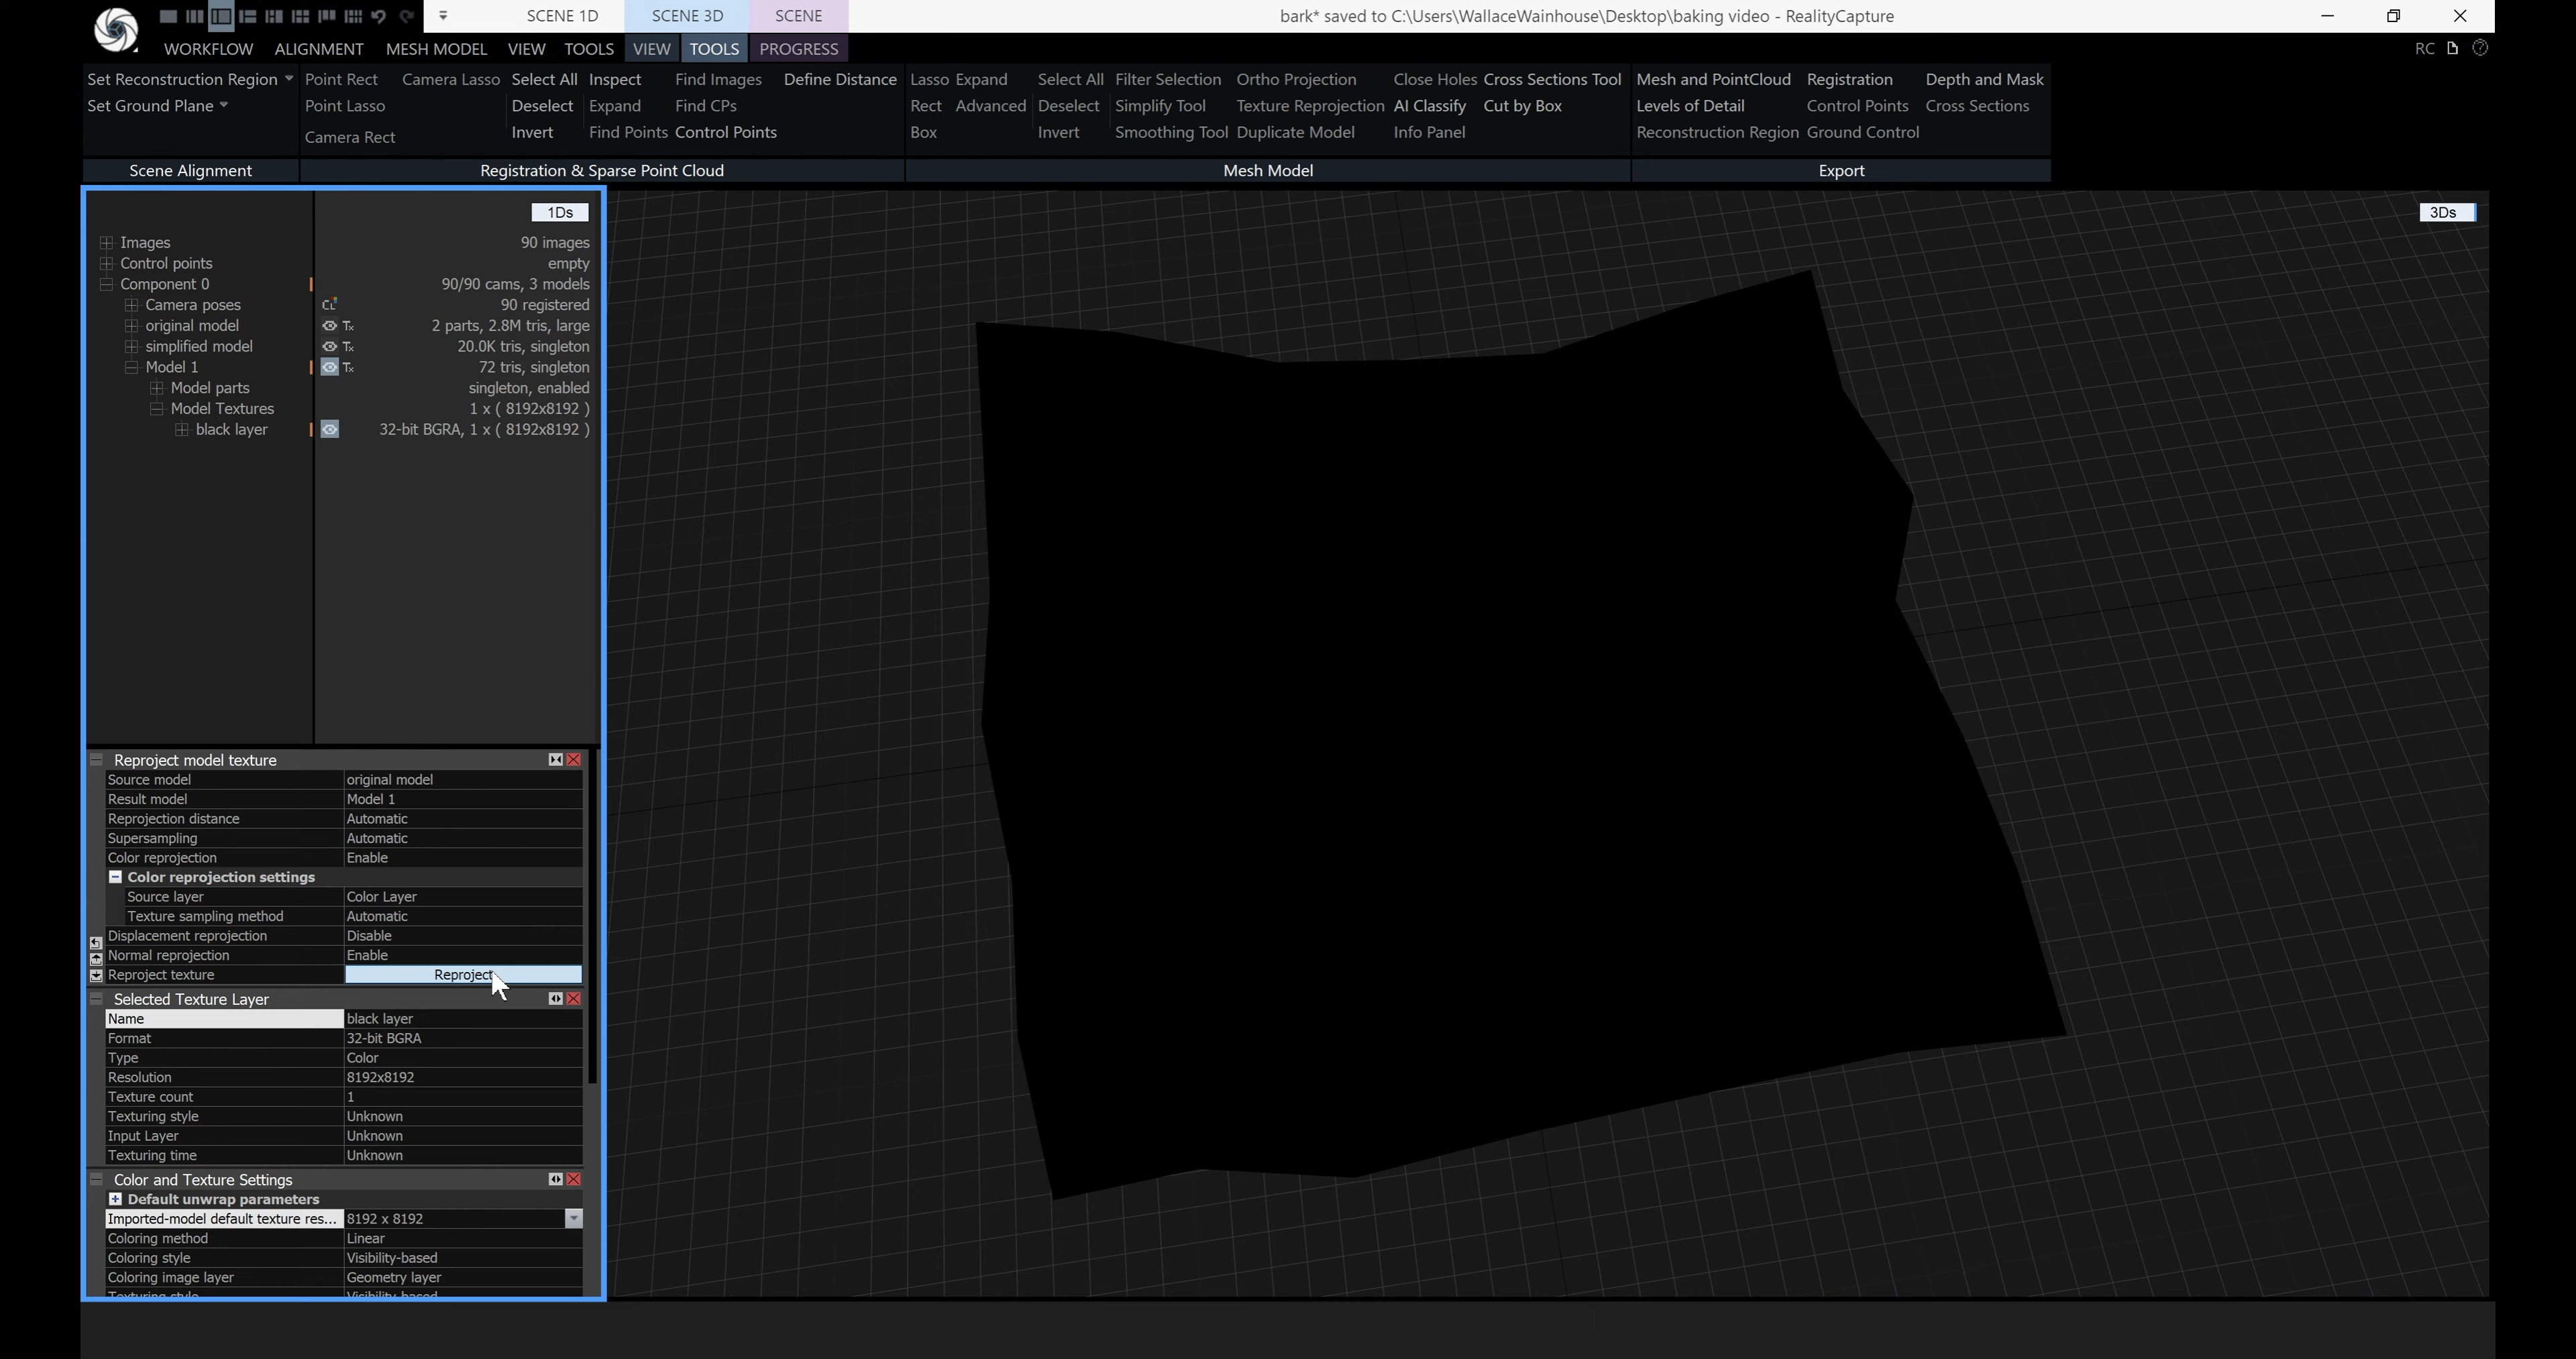 SCENE 1D SCENE 3D SCENE bark* saved to C:\Users\WallaceWainhouse\Desktop\baking video - RealityCapture
WORKFLOW ALIGNMENT MESH MODEL VIEW TOOLS VIEW TOOLS PROGRESS RC
Set Reconstruction Region Point Rect Camera Lasso Select All Inspect Find Images Define Distance Lasso Expand Select All Filter Selection Ortho Projection Close Holes Cross Sections Tool Mesh and PointCloud Registration Depth and Mask
Set Ground Plane Point Lasso Deselect Expand Find CPs Rect Advanced Deselect Simplify Tool Texture Reprojection AI Classify Cut by Box Levels of Detail Control Points Cross Sections
Camera Rect Invert Find Points Control Points Box Invert Smoothing Tool Duplicate Model Info Panel Reconstruction Region Ground Control
Scene Alignment Registration & Sparse Point Cloud Mesh Model Export
1Ds 3Ds
Images 90 images
Control points empty
Component 0 90/90 cams, 3 models
Camera poses 90 registered
original model Tx 2 parts, 2.8M tris, large
simplified model Tx 20.0K tris, singleton
Model 1 Tx 72 tris, singleton
Model parts singleton, enabled
Model Textures 1 x ( 8192x8192 )
black layer 32-bit BGRA, 1 x ( 8192x8192 )
Reproject model texture
Source model original model
Result model Model 1
Reprojection distance Automatic
Supersampling Automatic
Color reprojection Enable
Color reprojection settings
Source layer Color Layer
Texture sampling method Automatic
Displacement reprojection Disable
Normal reprojection Enable
Reproject texture Reproject
Selected Texture Layer
Name black layer
Format 32-bit BGRA
Type Color
Resolution 8192x8192
Texture count 1
Texturing style Unknown
Input Layer Unknown
Texturing time Unknown
Color and Texture Settings
Default unwrap parameters
Imported-model default texture res... 8192 x 8192
Coloring method Linear
Coloring style Visibility-based
Coloring image layer Geometry layer
Texturing style Visibility-based